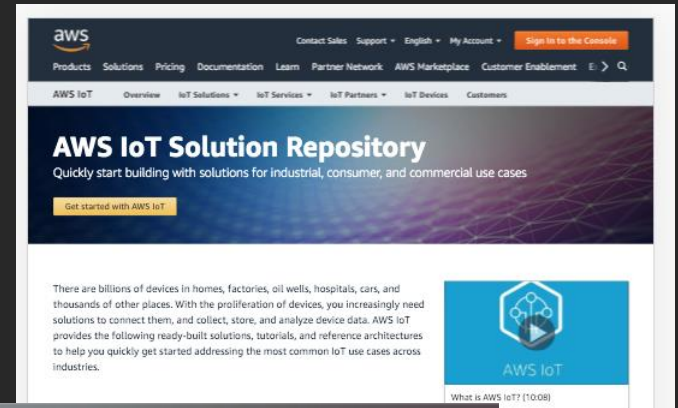 aws
Contact Sales Support English My Account Sign In to the Console
Products Solutions Pricing Documentation Learn Partner Network AWS Marketplace Customer Enablement
AWS IoT Overview IoT Solutions IoT Services IoT Partners IoT Devices Customers
AWS IoT Solution Repository
Quickly start building with solutions for industrial, consumer, and commercial use cases
Get started with AWS IoT
There are billions of devices in homes, factories, oil wells, hospitals, cars, and
thousands of other places. With the proliferation of devices, you increasingly need
solutions to connect them, and collect, store, and analyze device data. AWS IoT
provides the following ready-built solutions, tutorials, and reference architectures
to help you quickly get started addressing the most common IoT use cases across
industries.
AWS IoT
What is AWS IoT? (10:08)